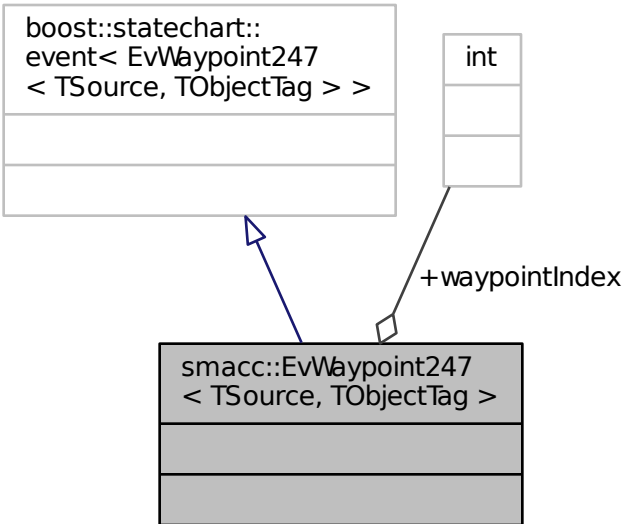 boost::statechart::
event< EvWaypoint247
< TSource, TObjectTag > >
int
+waypointIndex
smacc::EvWaypoint247
< TSource, TObjectTag >